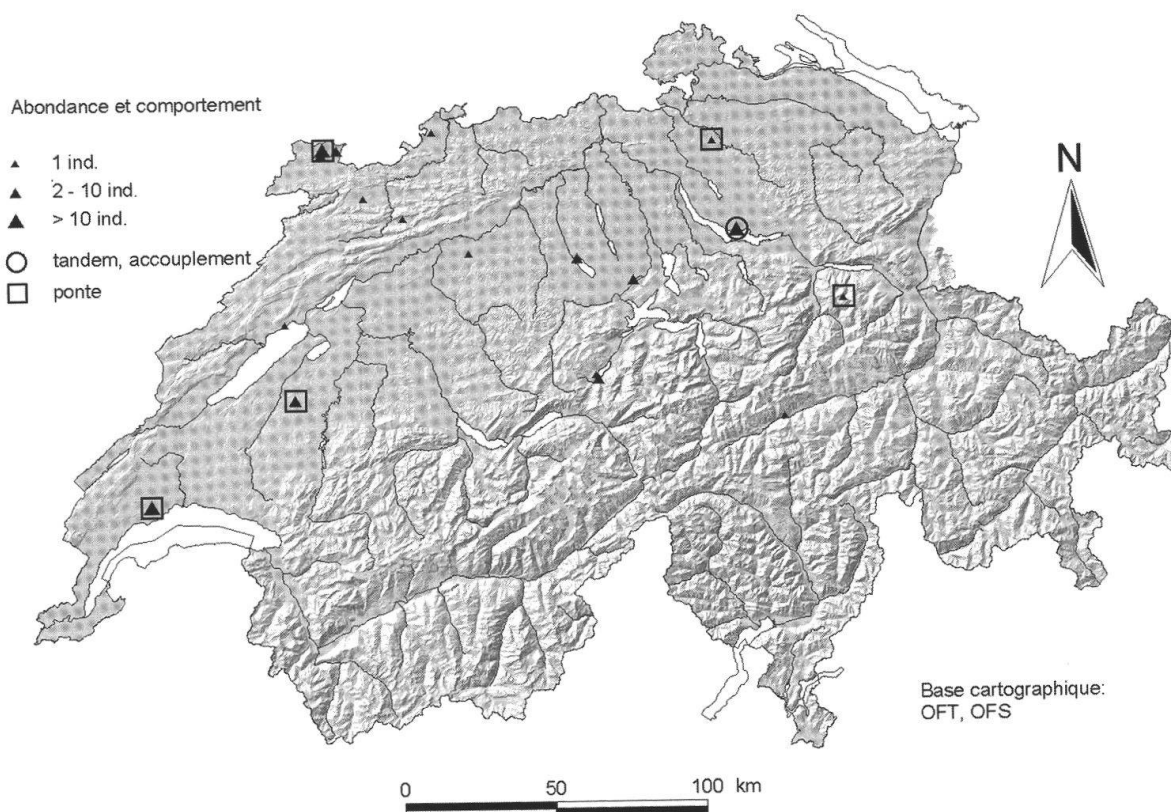 Abondance et comportement
1 ind.
2 - 10 ind.
> 10 ind.
tandem, accouplement
ponte
N
Base cartographique:
OFT, OFS
0 50 100 km